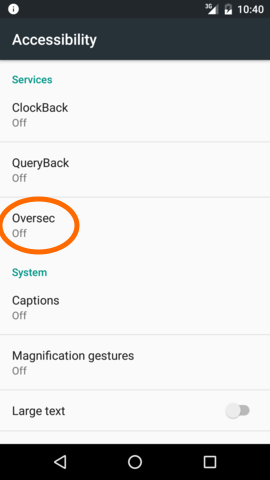 3G 10:40
Accessibility
Services
ClockBack
Off
QueryBack
Off
Oversec
Off
System
Captions
Off
Magnification gestures
Off
Large text